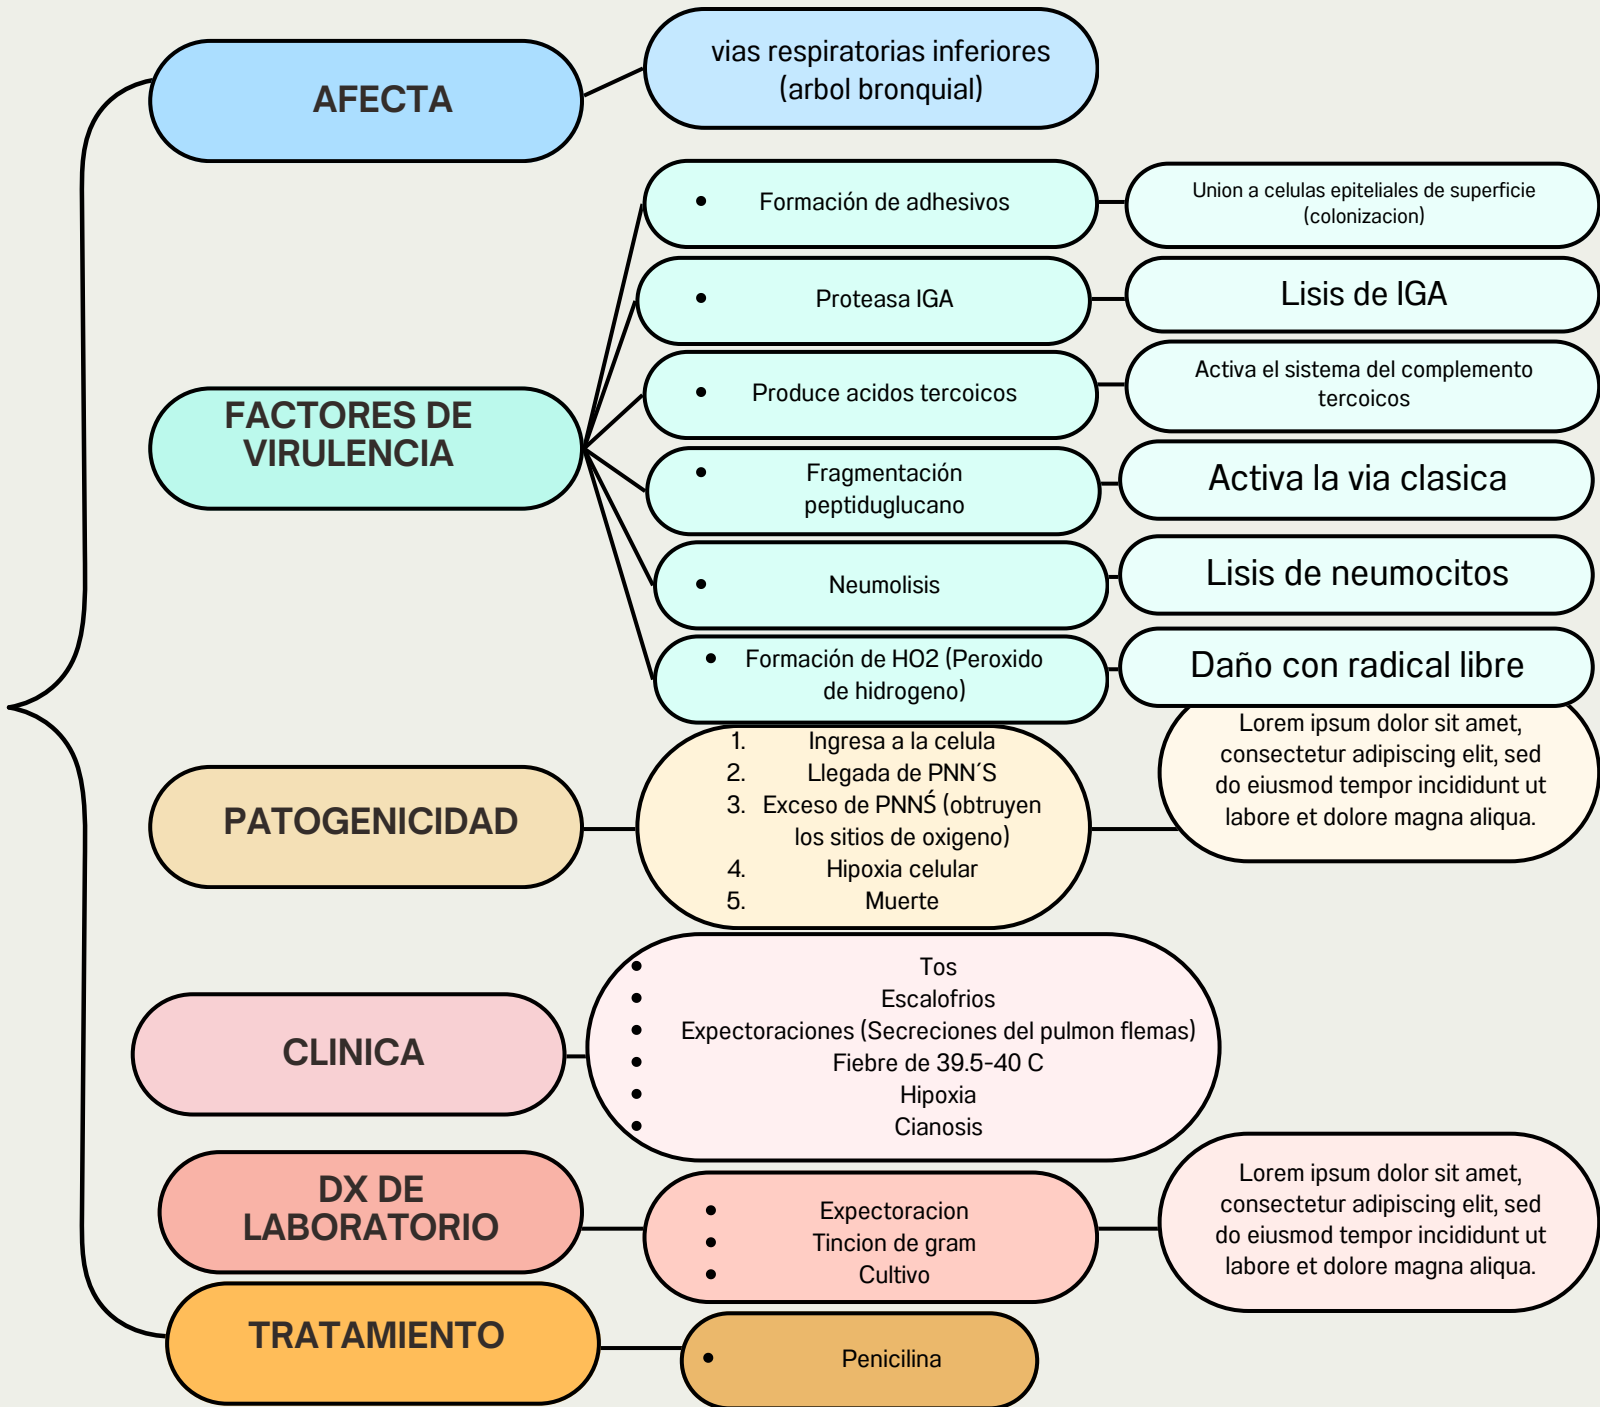 AFECTA
vias respiratorias inferiores
(arbol bronquial)
FACTORES DE
VIRULENCIA
• Formación de adhesivos
Union a celulas epiteliales de superficie
(colonizacion)
• Proteasa IGA
Lisis de IGA
• Produce acidos tercoicos
Activa el sistema del complemento
tercoicos
• Fragmentación
peptiduglucano
Activa la via clasica
• Neumolisis
Lisis de neumocitos
• Formación de HO2 (Peroxido
de hidrogeno)
Daño con radical libre
PATOGENICIDAD
1. Ingresa a la celula
2. Llegada de PNN´S
3. Exceso de PNNŚ (obtruyen
los sitios de oxigeno)
4. Hipoxia celular
5. Muerte
Lorem ipsum dolor sit amet,
consectetur adipiscing elit, sed
do eiusmod tempor incididunt ut
labore et dolore magna aliqua.
CLINICA
• Tos
• Escalofrios
• Expectoraciones (Secreciones del pulmon flemas)
• Fiebre de 39.5-40 C
• Hipoxia
• Cianosis
DX DE
LABORATORIO
• Expectoracion
• Tincion de gram
• Cultivo
Lorem ipsum dolor sit amet,
consectetur adipiscing elit, sed
do eiusmod tempor incididunt ut
labore et dolore magna aliqua.
TRATAMIENTO
• Penicilina